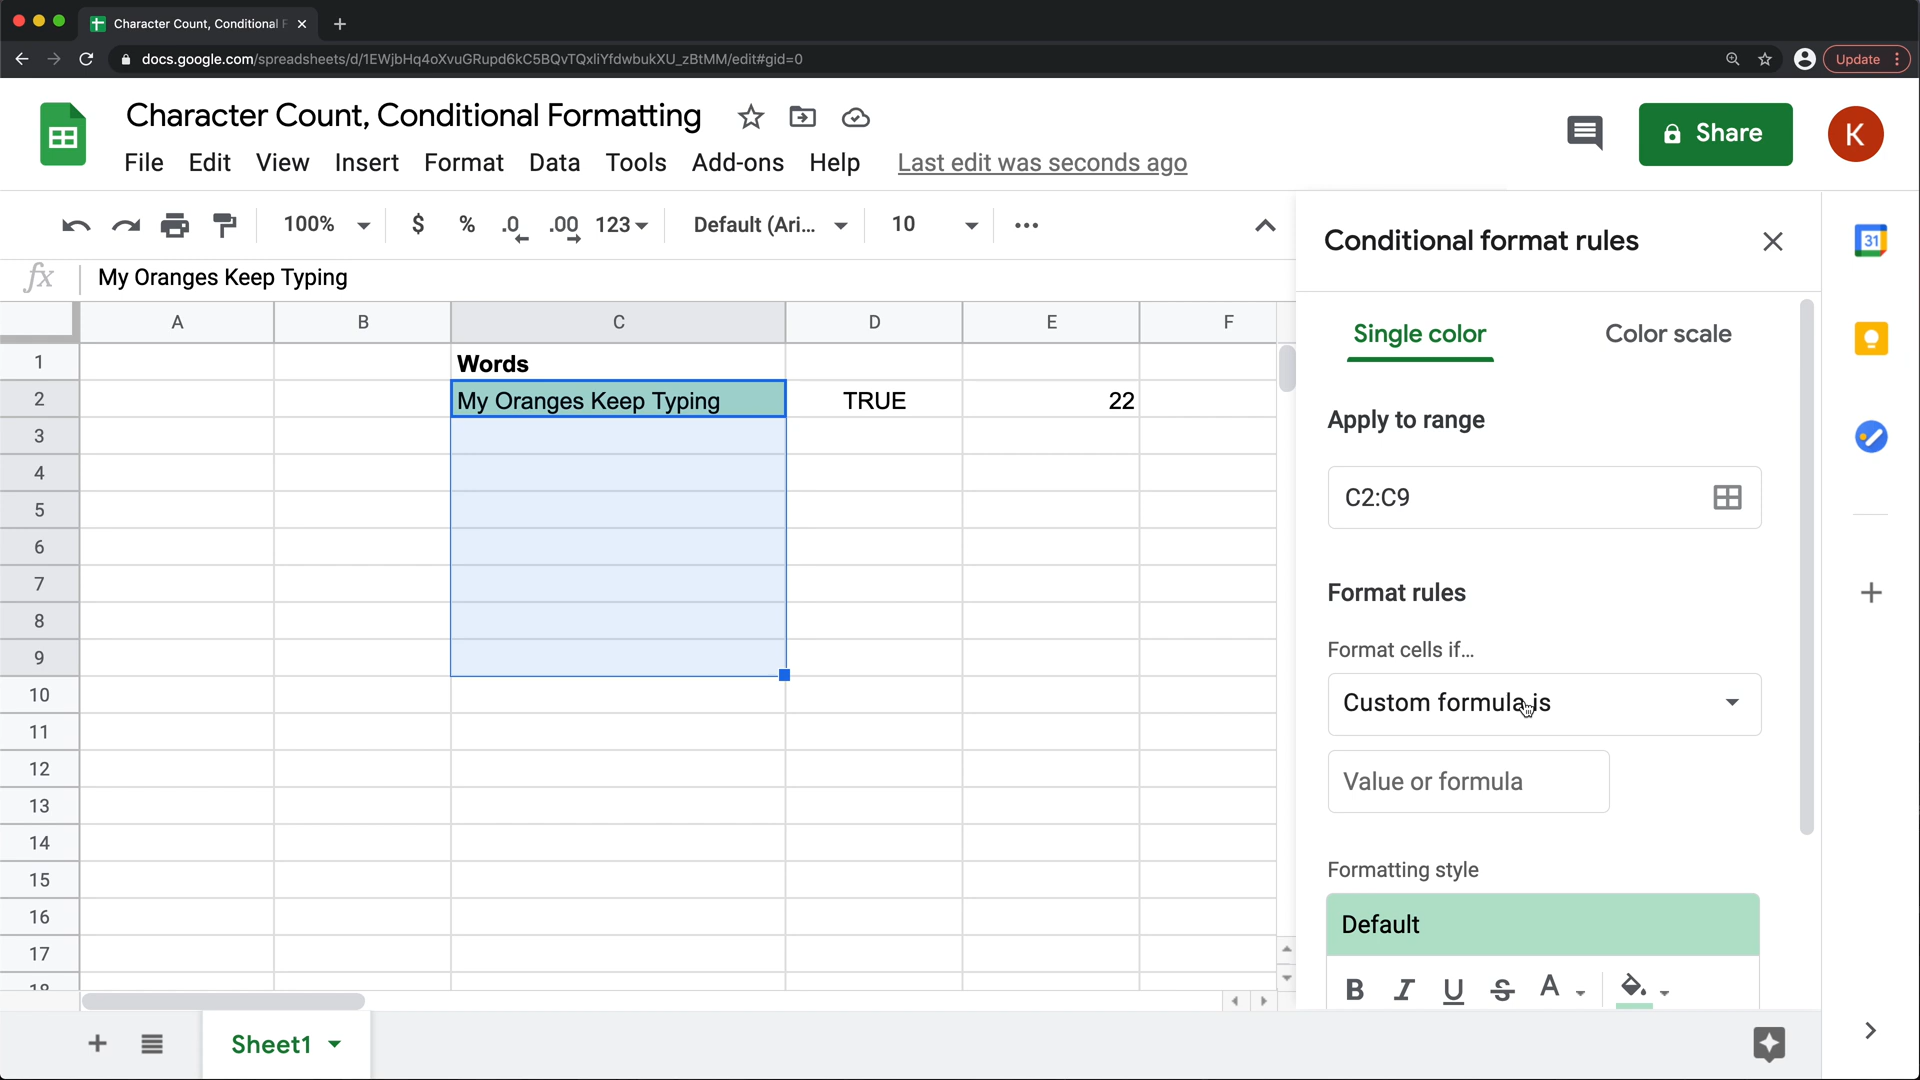 Character Count, Conditional F
docs.google.com/spreadsheets/d/1EWjbHq4oXvuGRupd6kC5BQvTQxliYfdwbukXU_zBtMM/edit#gid=0
Update
Character Count, Conditional Formatting
File Edit View Insert Format Data Tools Add-ons Help Last edit was seconds ago
Share
K
100% $ % .0 .00 123 Default (Ari... 10
fx My Oranges Keep Typing
A B C D E F
1 Words
2 My Oranges Keep Typing TRUE 22
3
4
5
6
7
8
9
10
11
12
13
14
15
16
17
18
Conditional format rules
Single color Color scale
Apply to range
C2:C9
Format rules
Format cells if...
Custom formula is
Value or formula
Formatting style
Default
B I U S A
31
Sheet1